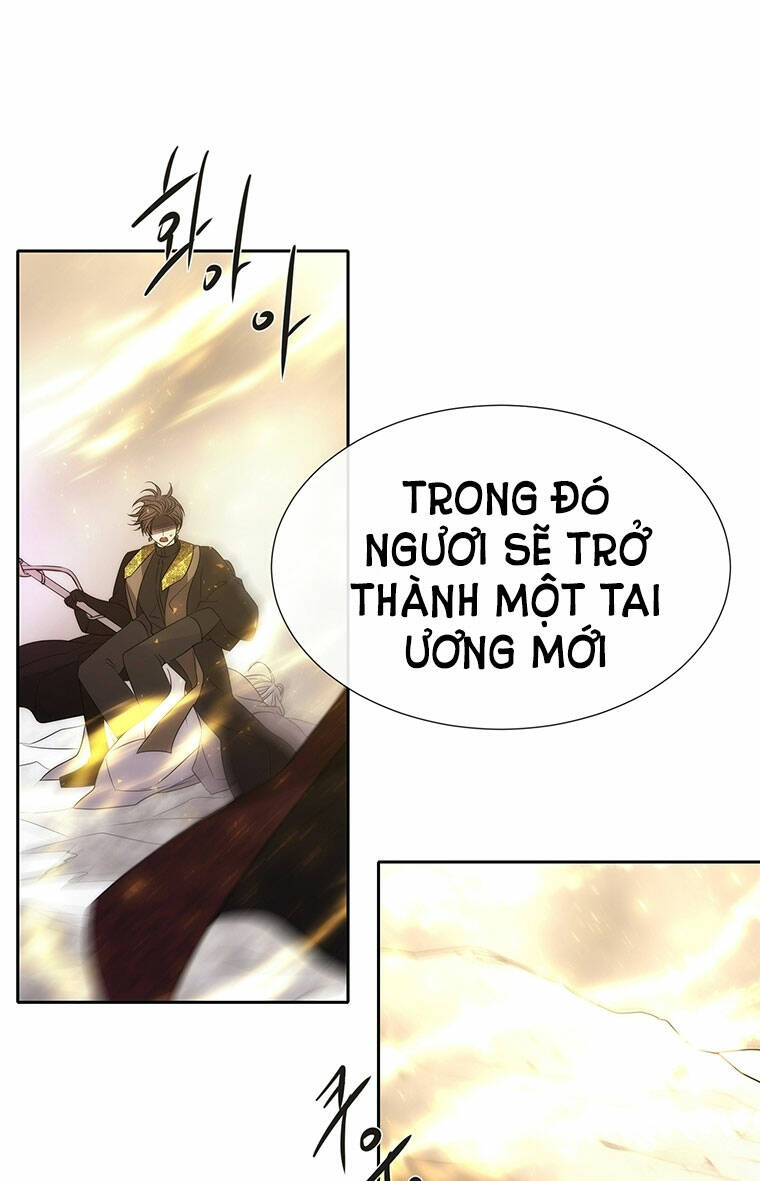 화아아
TRONG ĐÓ
NGƯƠI SẼ TRỞ
THÀNH MỘT TAI
ƯƠNG MỚI